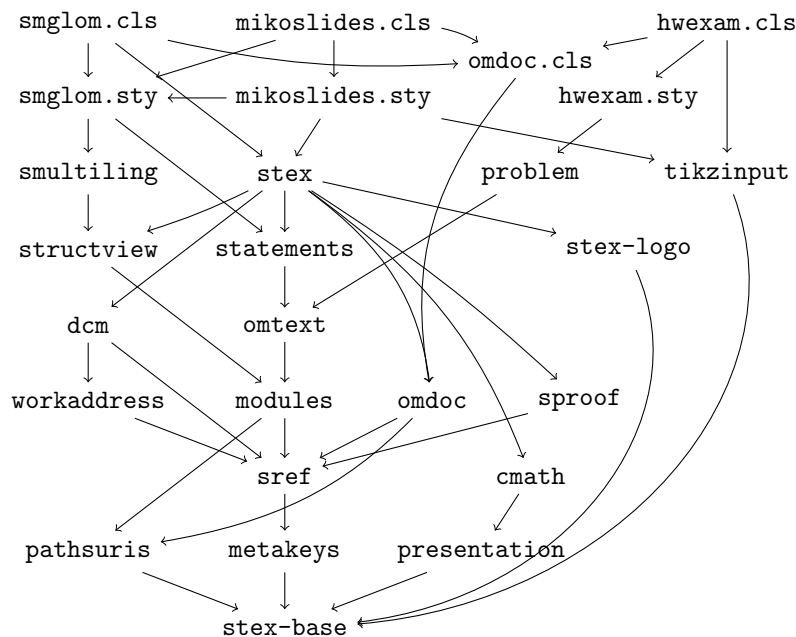 smglom.cls mikoslides.cls hwexam.cls
omdoc.cls
smglom.sty mikoslides.sty hwexam.sty
smultiling stex problem tikzinput
structview statements stex-logo
dcm omtext
workaddress modules omdoc sproof
sref cmath
pathsuris metakeys presentation
stex-base